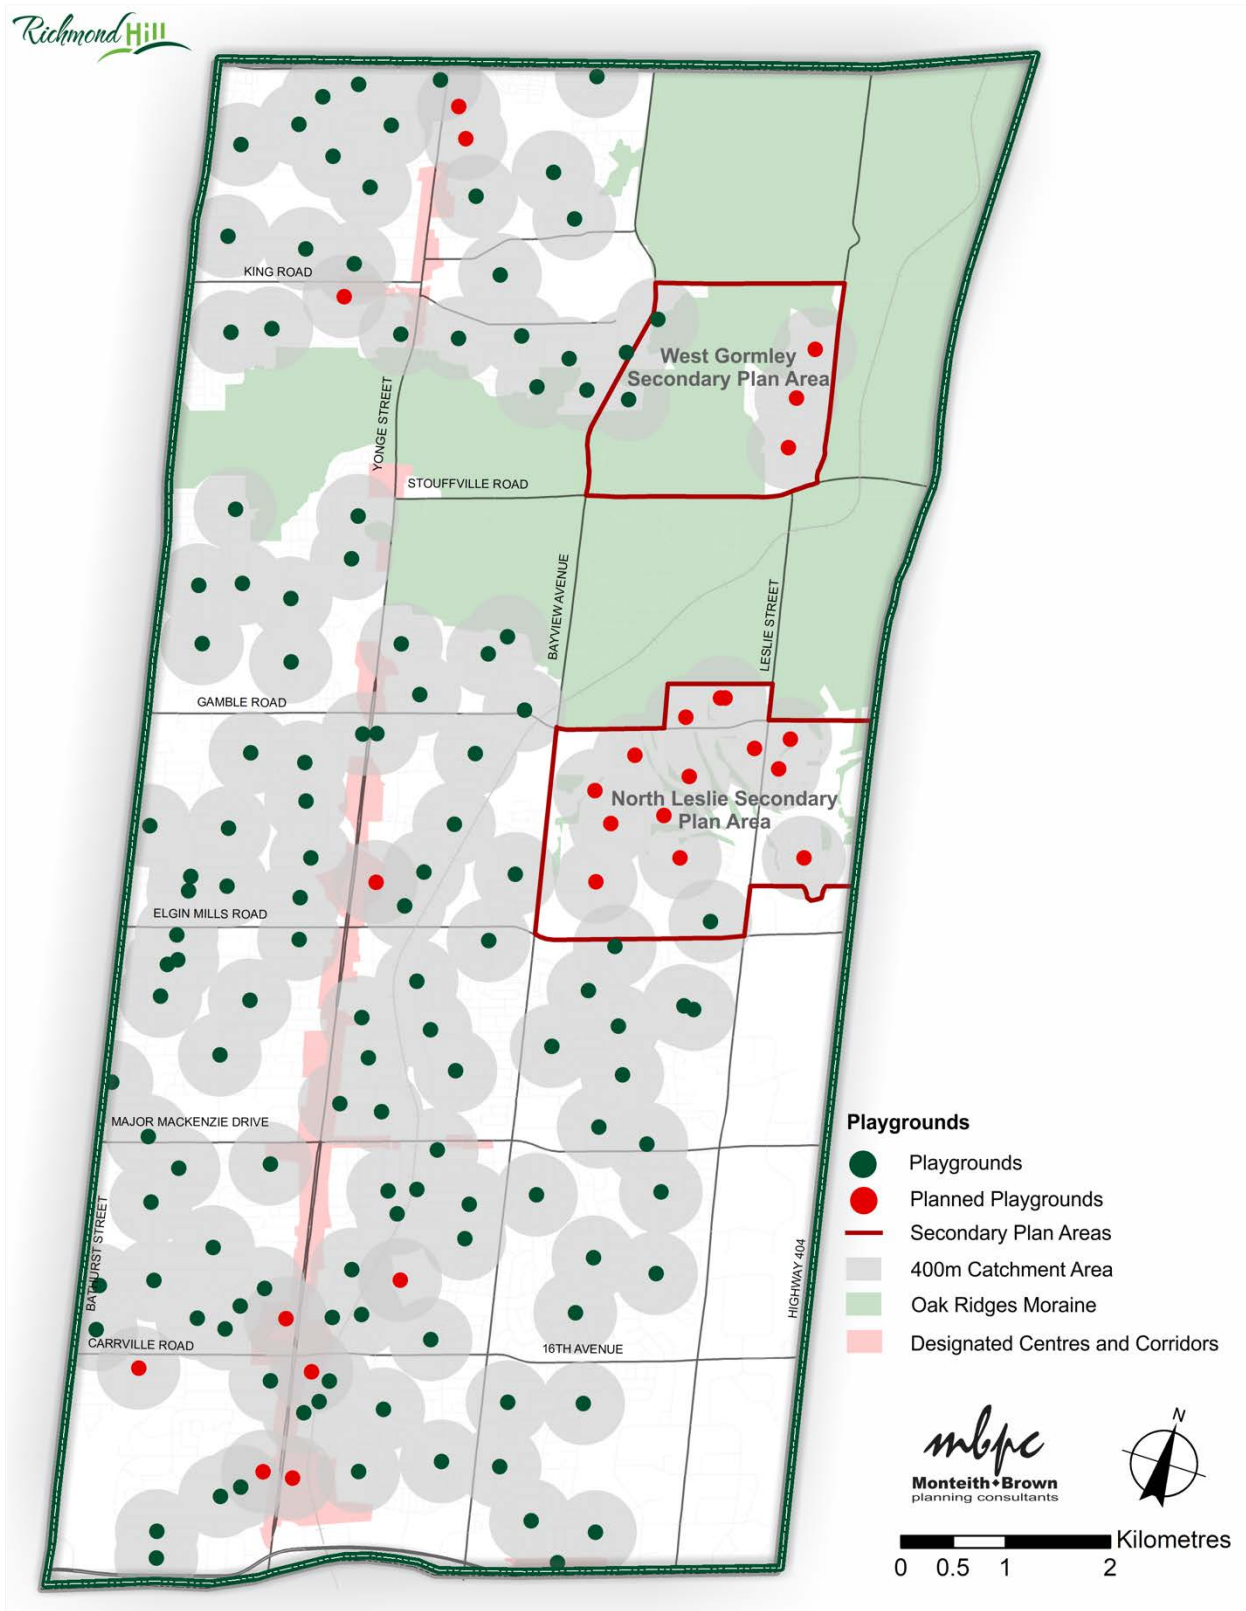 Richmond Hill
KING ROAD
West Gormley
Secondary Plan Area
YONGE STREET
STOUFFVILLE ROAD
BAYVIEW AVENUE
LESLIE STREET
GAMBLE ROAD
North Leslie Secondary
Plan Area
ELGIN MILLS ROAD
MAJOR MACKENZIE DRIVE
BATHURST STREET
HIGHWAY 404
CARRVILLE ROAD
16TH AVENUE
Playgrounds
Playgrounds
Planned Playgrounds
Secondary Plan Areas
400m Catchment Area
Oak Ridges Moraine
Designated Centres and Corridors
mbpc
Monteith♦Brown
planning consultants
N
Kilometres
0 0.5 1 2